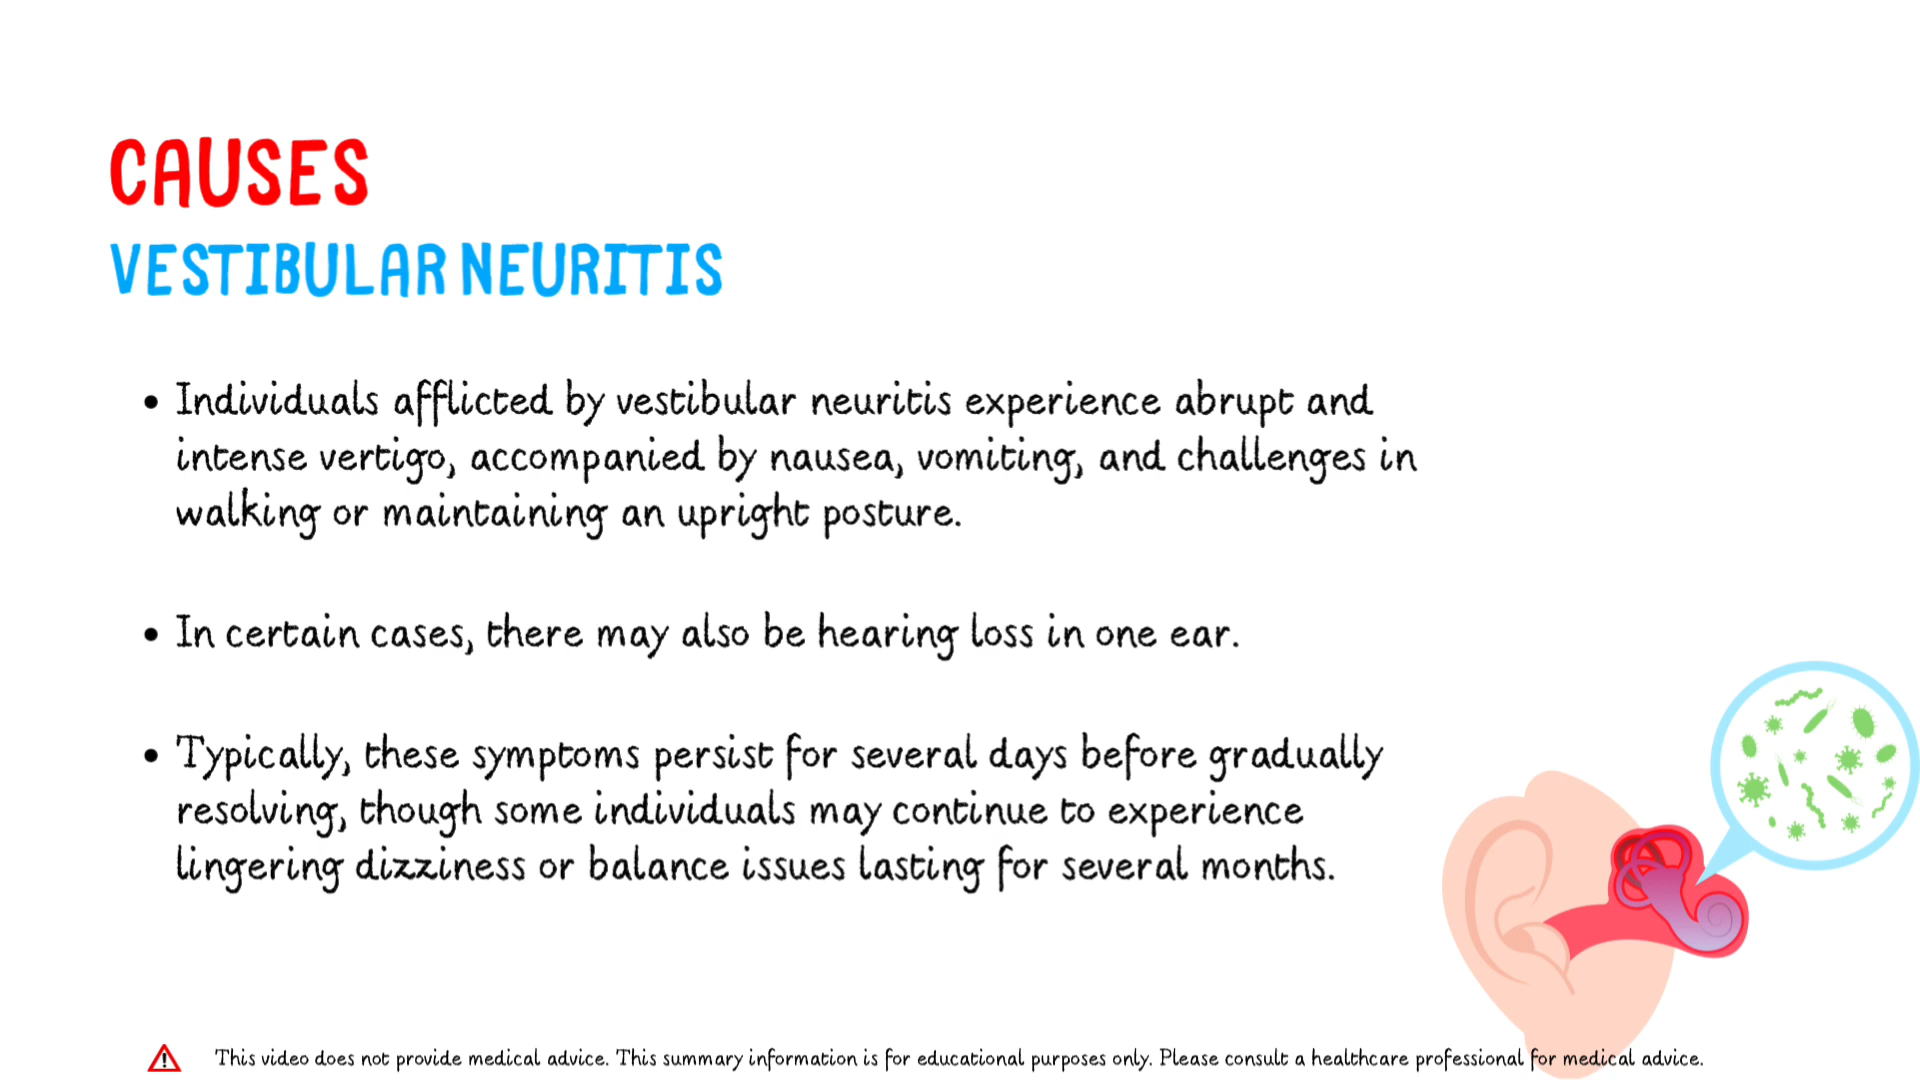 CAUSES
VESTIBULAR NEURITIS
• Individuals afflicted by vestibular neuritis experience abrupt and
intense vertigo, accompanied by nausea, vomiting, and challenges in
walking or maintaining an upright posture.
• In certain cases, there may also be hearing loss in one ear.
• Typically, these symptoms persist for several days before gradually
resolving, though some individuals may continue to experience
lingering dizziness or balance issues lasting for several months.
This video does not provide medical advice. This summary information is for educational purposes only. Please consult a healthcare professional for medical advice.